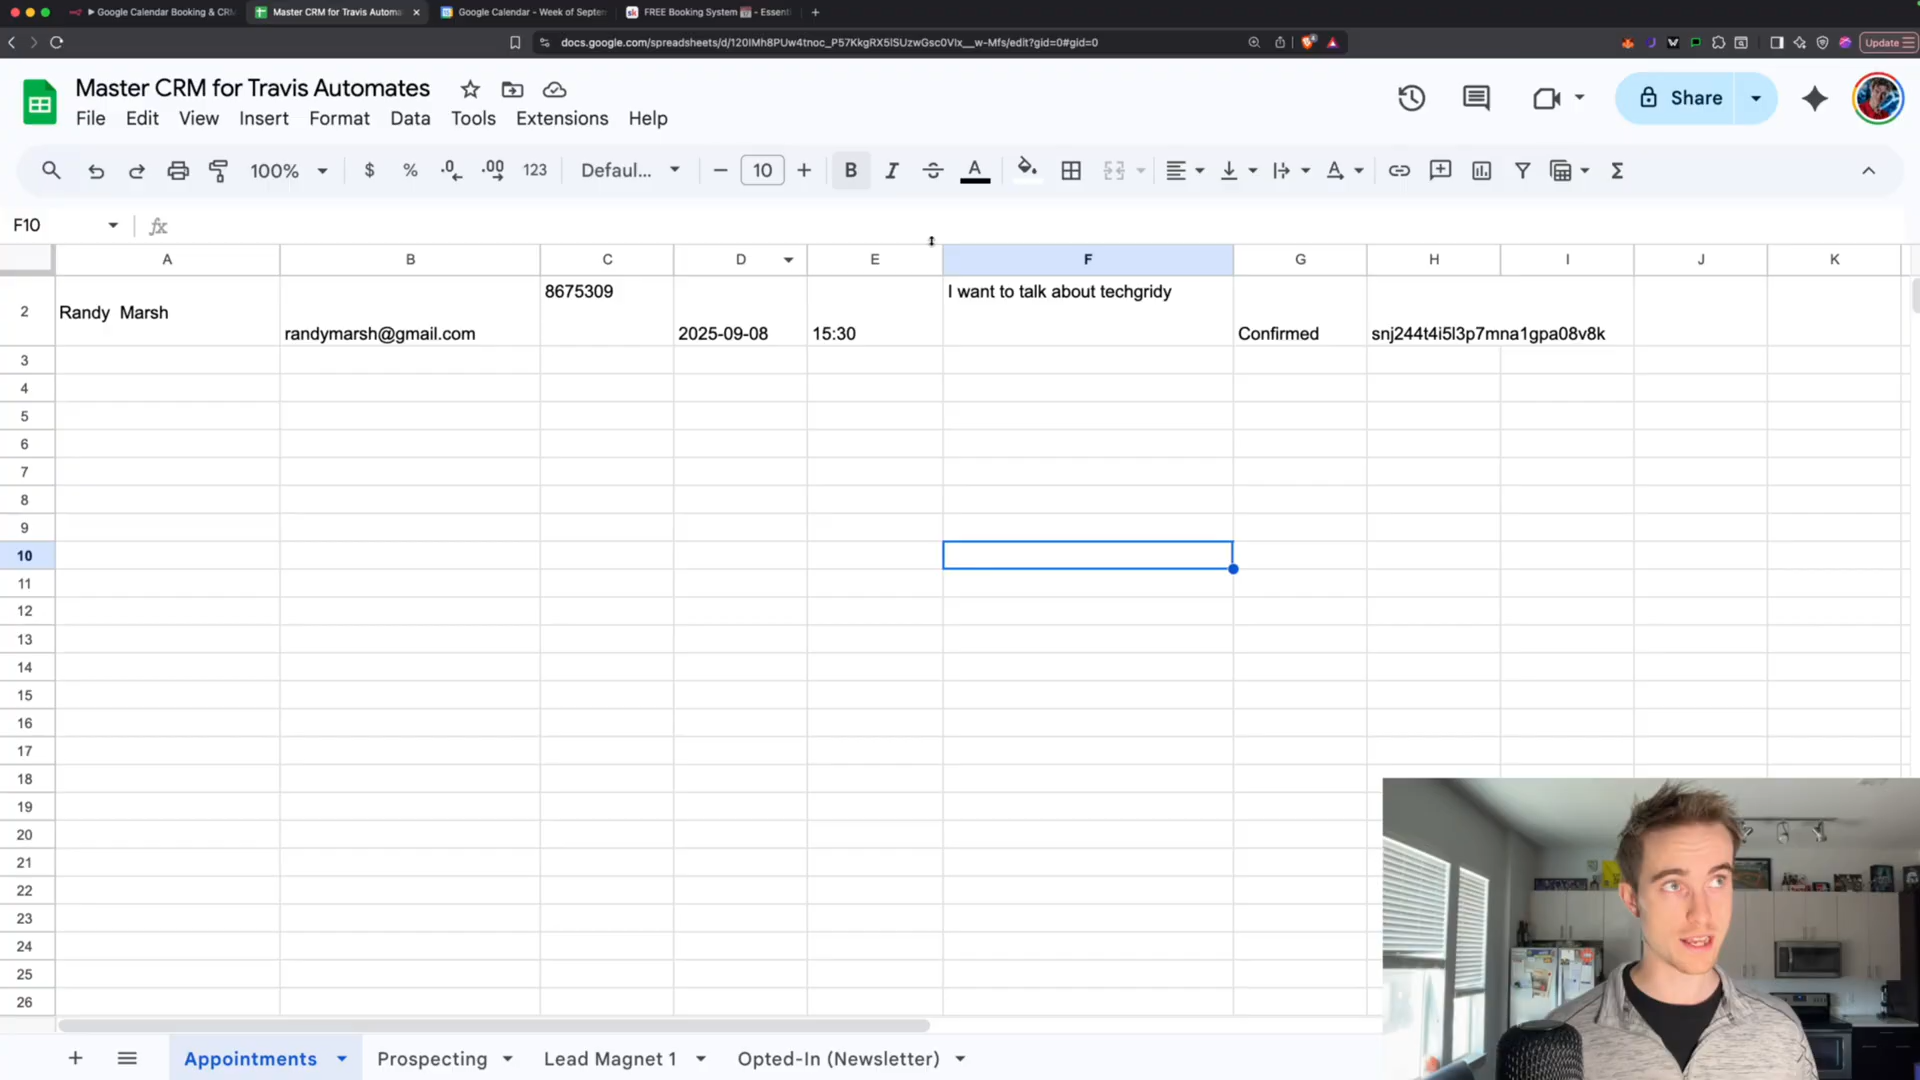 Google Calendar Booking & CR
Master CRM for Travis Automa
Google Calendar - Week of Septem
FREE Booking System
- Essenti
docs.google.com/spreadsheets/d/120IMh8PUw4tnoc_P57KkgRX5ISUzwGsc0VIx__w-Mfs/edit?gid=0#gid=0
Update
Master CRM for Travis Automates
File Edit View Insert Format Data Tools Extensions Help
Share
100% $ % .0 .00 123 Defaul... 10 B I A
F10 fx
A B C D E F G H I J K
2 Randy Marsh randymarsh@gmail.com 8675309 2025-09-08 15:30 I want to talk about techgridy Confirmed snj244t4i5l3p7mna1gpa08v8k
3
4
5
6
7
8
9
10
11
12
13
14
15
16
17
18
19
20
21
22
23
24
25
26
Appointments Prospecting Lead Magnet 1 Opted-In (Newsletter)